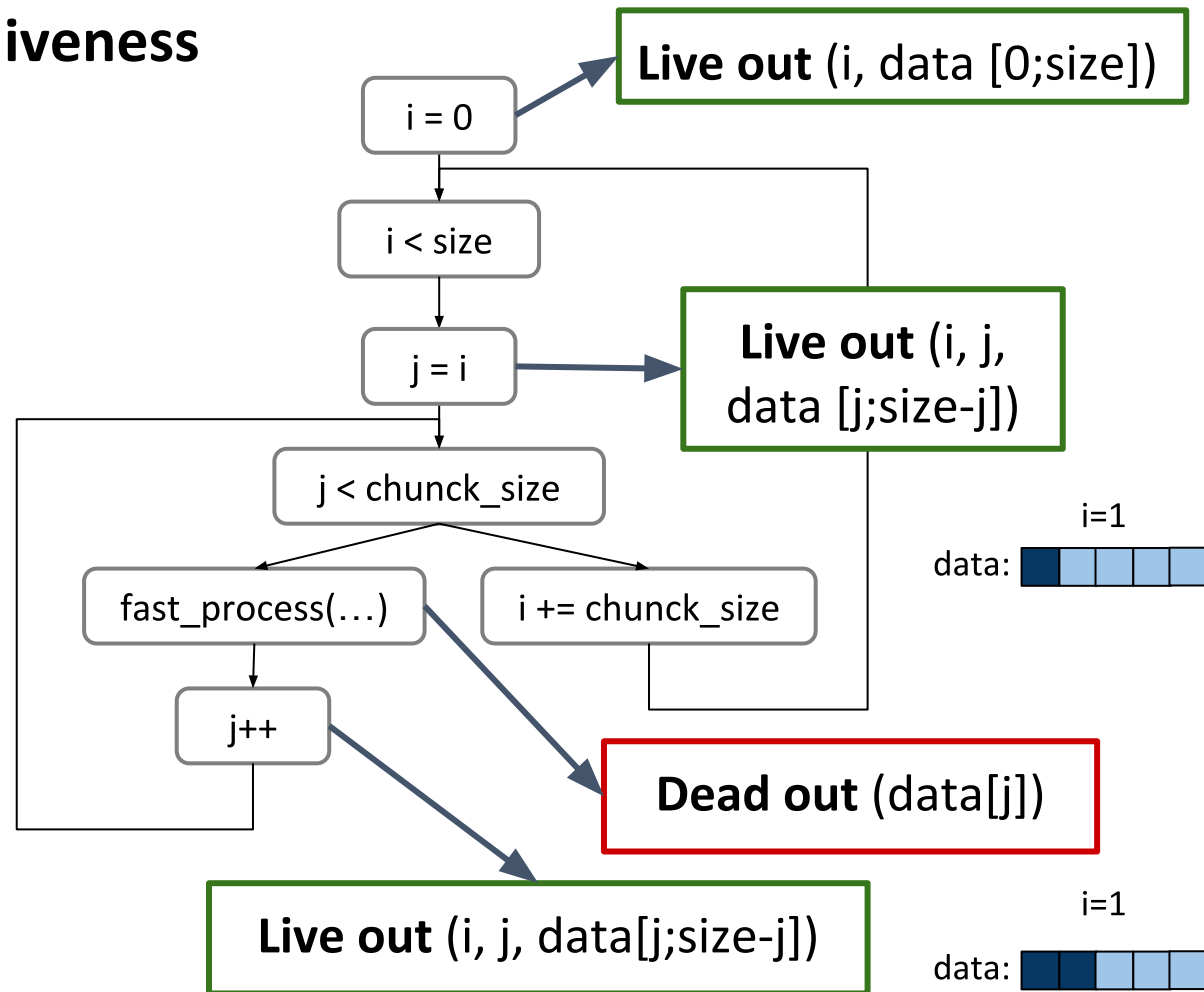 iveness
Live out (i, data [0;size])
i = 0
i < size
j = i
Live out (i, j,
data [j;size-j])
j < chunck_size
i=1
data:
fast_process(…)
i += chunck_size
j++
Dead out (data[j])
Live out (i, j, data[j;size-j])
i=1
data: